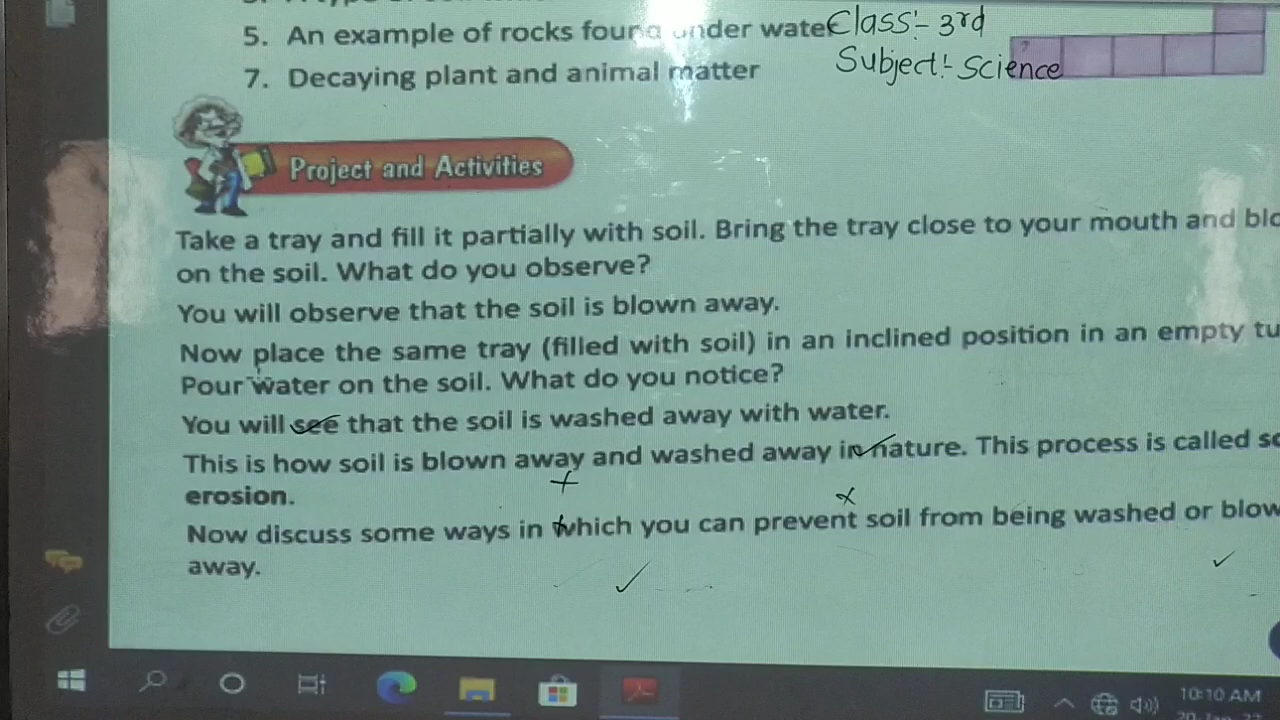 5. An example of rocks found under water
Class:- 3rd
7. Decaying plant and animal matter
Subject:- Science
7
Project and Activities
Take a tray and fill it partially with soil. Bring the tray close to your mouth and blo
on the soil. What do you observe?
You will observe that the soil is blown away.
Now place the same tray (filled with soil) in an inclined position in an empty tu
Pour water on the soil. What do you notice?
You will see that the soil is washed away with water.
This is how soil is blown away and washed away in nature. This process is called so
erosion.
Now discuss some ways in which you can prevent soil from being washed or blow
away.
10:10 AM